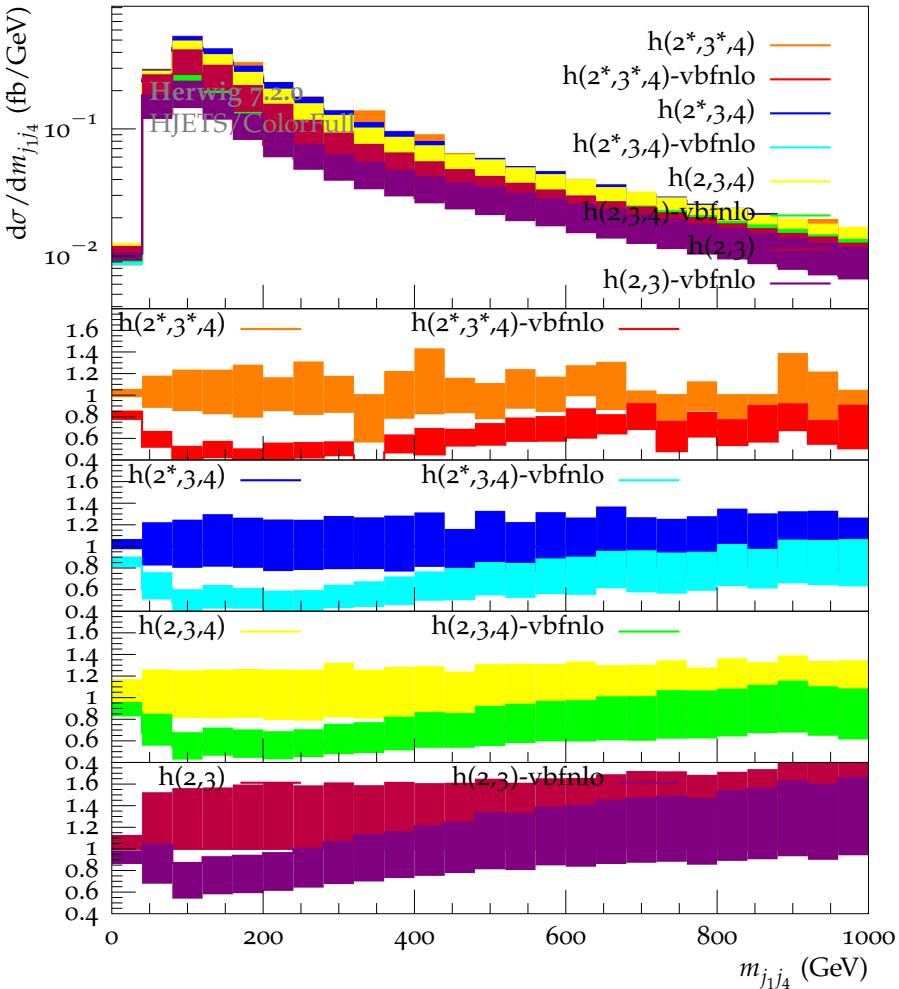 dσ/dm_{j_1 j_4} (fb/GeV)
10^{-1}
10^{-2}
Herwig 7.2.0
HJETS/ColorFull
h(2*,3*,4)
h(2*,3*,4)-vbfnlo
h(2*,3,4)
h(2*,3,4)-vbfnlo
h(2,3,4)
h(2,3,4)-vbfnlo
h(2,3)
h(2,3)-vbfnlo
h(2*,3*,4) h(2*,3*,4)-vbfnlo
1.6
1.4
1.2
1
0.8
0.6
0.4
h(2*,3,4) h(2*,3,4)-vbfnlo
1.6
1.4
1.2
1
0.8
0.6
0.4
h(2,3,4) h(2,3,4)-vbfnlo
1.6
1.4
1.2
1
0.8
0.6
0.4
h(2,3) h(2,3)-vbfnlo
1.6
1.4
1.2
1
0.8
0.6
0.4
0 200 400 600 800 1000
m_{j_1 j_4} (GeV)